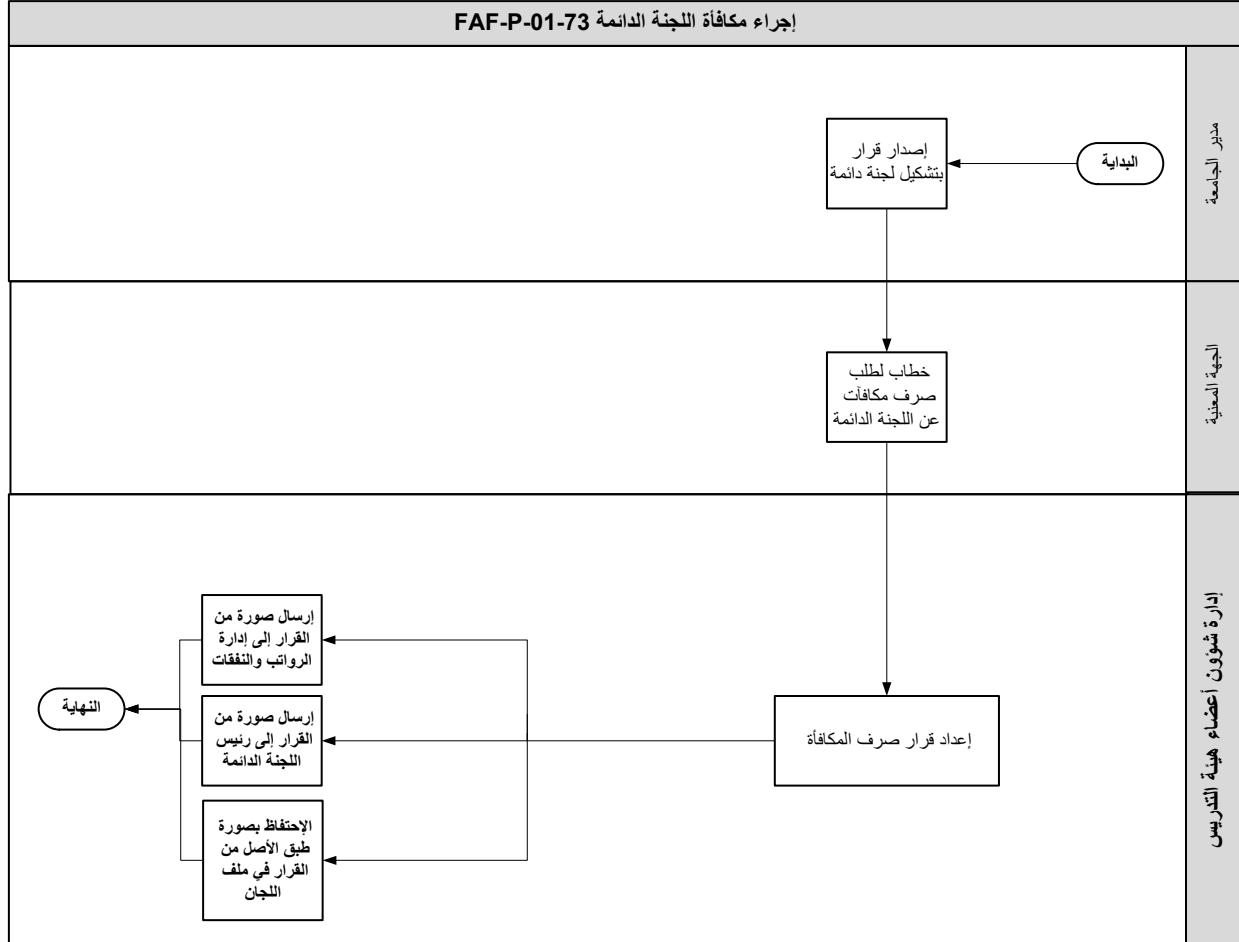 إجراء مكافأة اللجنة الدائمة FAF-P-01-73
مدير الجامعة
البداية
إصدار قرار
بتشكيل لجنة دائمة
الجهة المعنية
خطاب لطلب
صرف مكافآت
عن اللجنة الدائمة
إدارة شؤون أعضاء هيئة التدريس
إعداد قرار صرف المكافأة
إرسال صورة من
القرار إلى إدارة
الرواتب والنفقات
إرسال صورة من
القرار إلى رئيس
اللجنة الدائمة
الإحتفاظ بصورة
طبق الأصل من
القرار في ملف
اللجان
النهاية